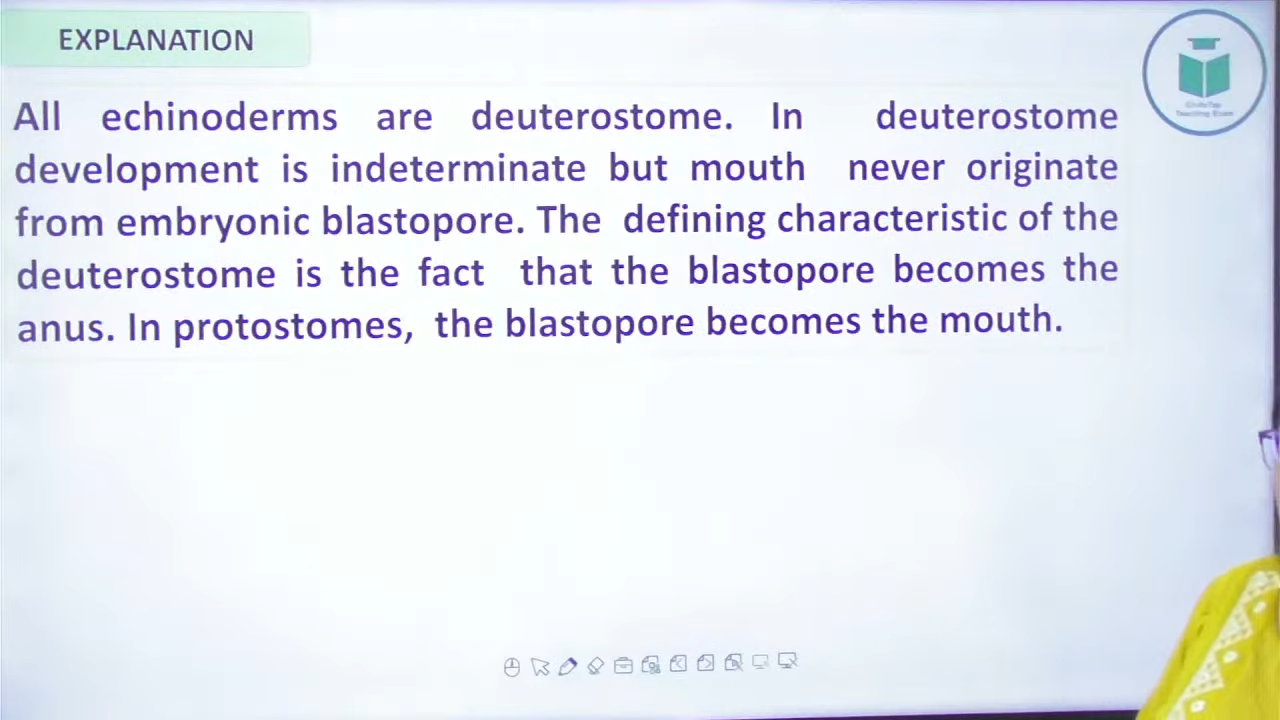 EXPLANATION
All echinoderms are deuterostome. In deuterostome
development is indeterminate but mouth never originate
from embryonic blastopore. The defining characteristic of the
deuterostome is the fact that the blastopore becomes the
anus. In protostomes, the blastopore becomes the mouth.
Teaching Exam